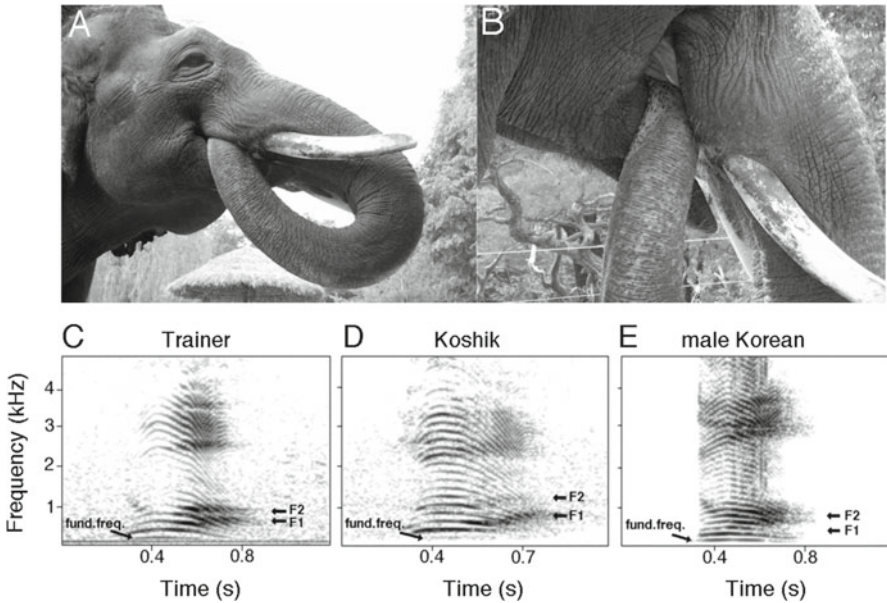 A
B
C Trainer
D Koshik
E male Korean
Frequency (kHz)
4
3
2
1
F2
F1
fund.freq.
0.4 0.8
Time (s)
F2
F1
fund.freq.
0.4 0.7
Time (s)
F2
F1
fund.freq.
0.4 0.8
Time (s)